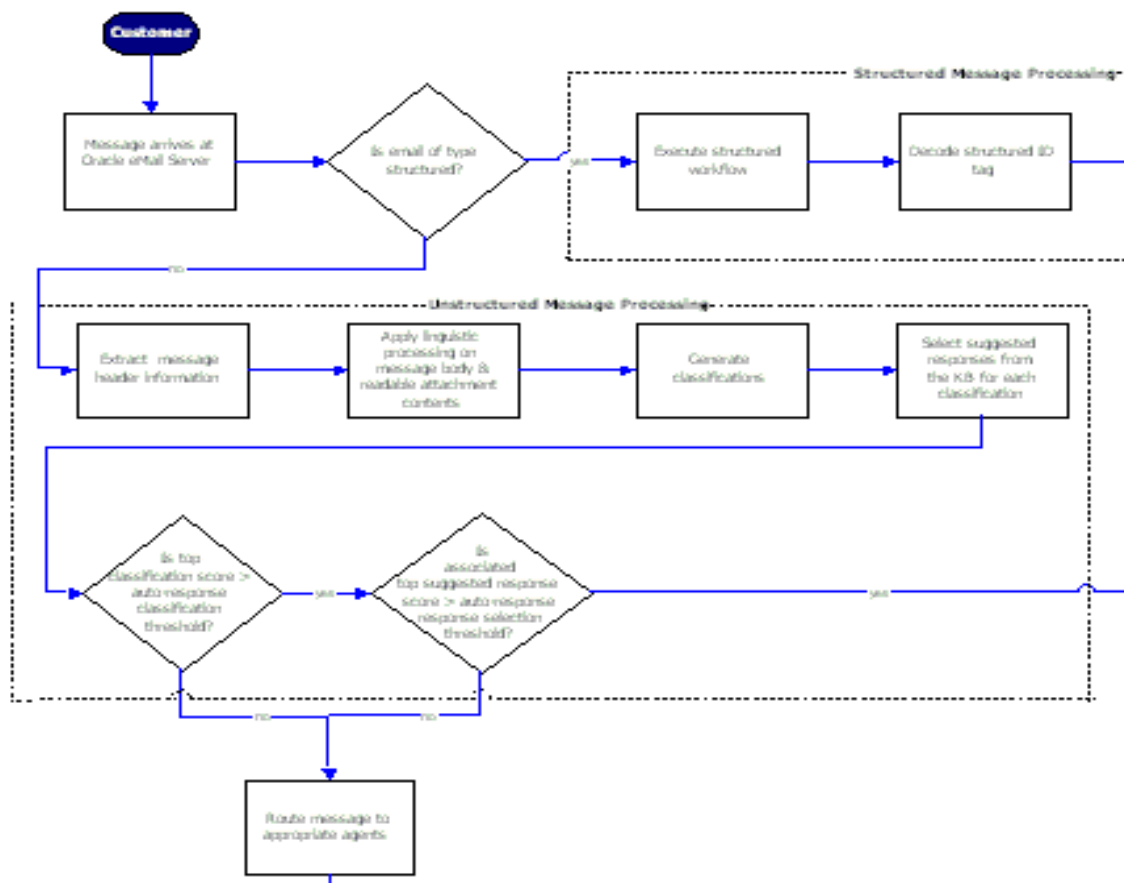 Customer
Structured Message Processing
Message arrives at
Oracle eMail Server
Is email of type
structured?
yes
Execute structured
workflow
Decode structured ID
tag
no
Unstructured Message Processing
Extract message
header information
Apply linguistic
processing on
message body &
readable attachment
contents
Generate
classifications
Select suggested
responses from
the KB for each
classification
Is top
classification score >
auto-response
classification
threshold?
yes
Is
associated
top suggested response
score > auto-response
response selection
threshold?
yes
no
no
Route message to
appropriate agents